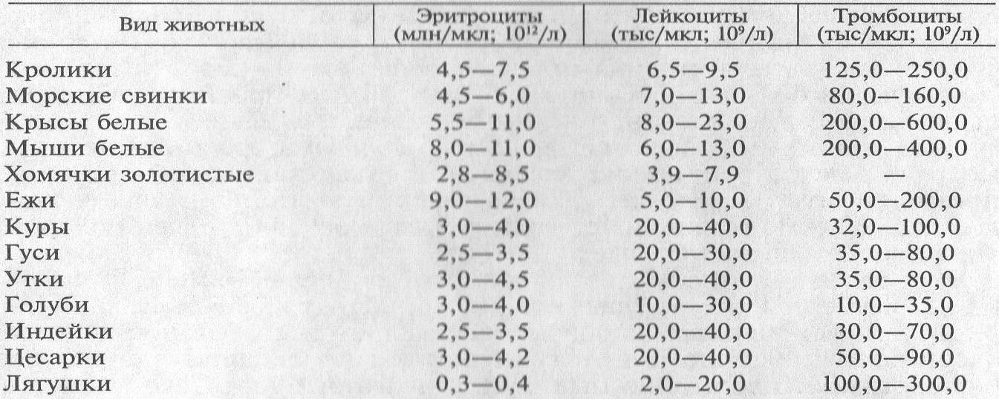 Вид животных Эритроциты (млн/мкл; 10¹²/л) Лейкоциты (тыс/мкл; 10⁹/л) Тромбоциты (тыс/мкл; 10⁹/л)
Кролики 4,5—7,5 6,5—9,5 125,0—250,0
Морские свинки 4,5—6,0 7,0—13,0 80,0—160,0
Крысы белые 5,5—11,0 8,0—23,0 200,0—600,0
Мыши белые 8,0—11,0 6,0—13,0 200,0—400,0
Хомячки золотистые 2,8—8,5 3,9—7,9 —
Ежи 9,0—12,0 5,0—10,0 50,0—200,0
Куры 3,0—4,0 20,0—40,0 32,0—100,0
Гуси 2,5—3,5 20,0—30,0 35,0—80,0
Утки 3,0—4,5 20,0—40,0 35,0—80,0
Голуби 3,0—4,0 10,0—30,0 10,0—35,0
Индейки 2,5—3,5 20,0—40,0 30,0—70,0
Цесарки 3,0—4,2 20,0—40,0 50,0—90,0
Лягушки 0,3—0,4 2,0—20,0 100,0—300,0